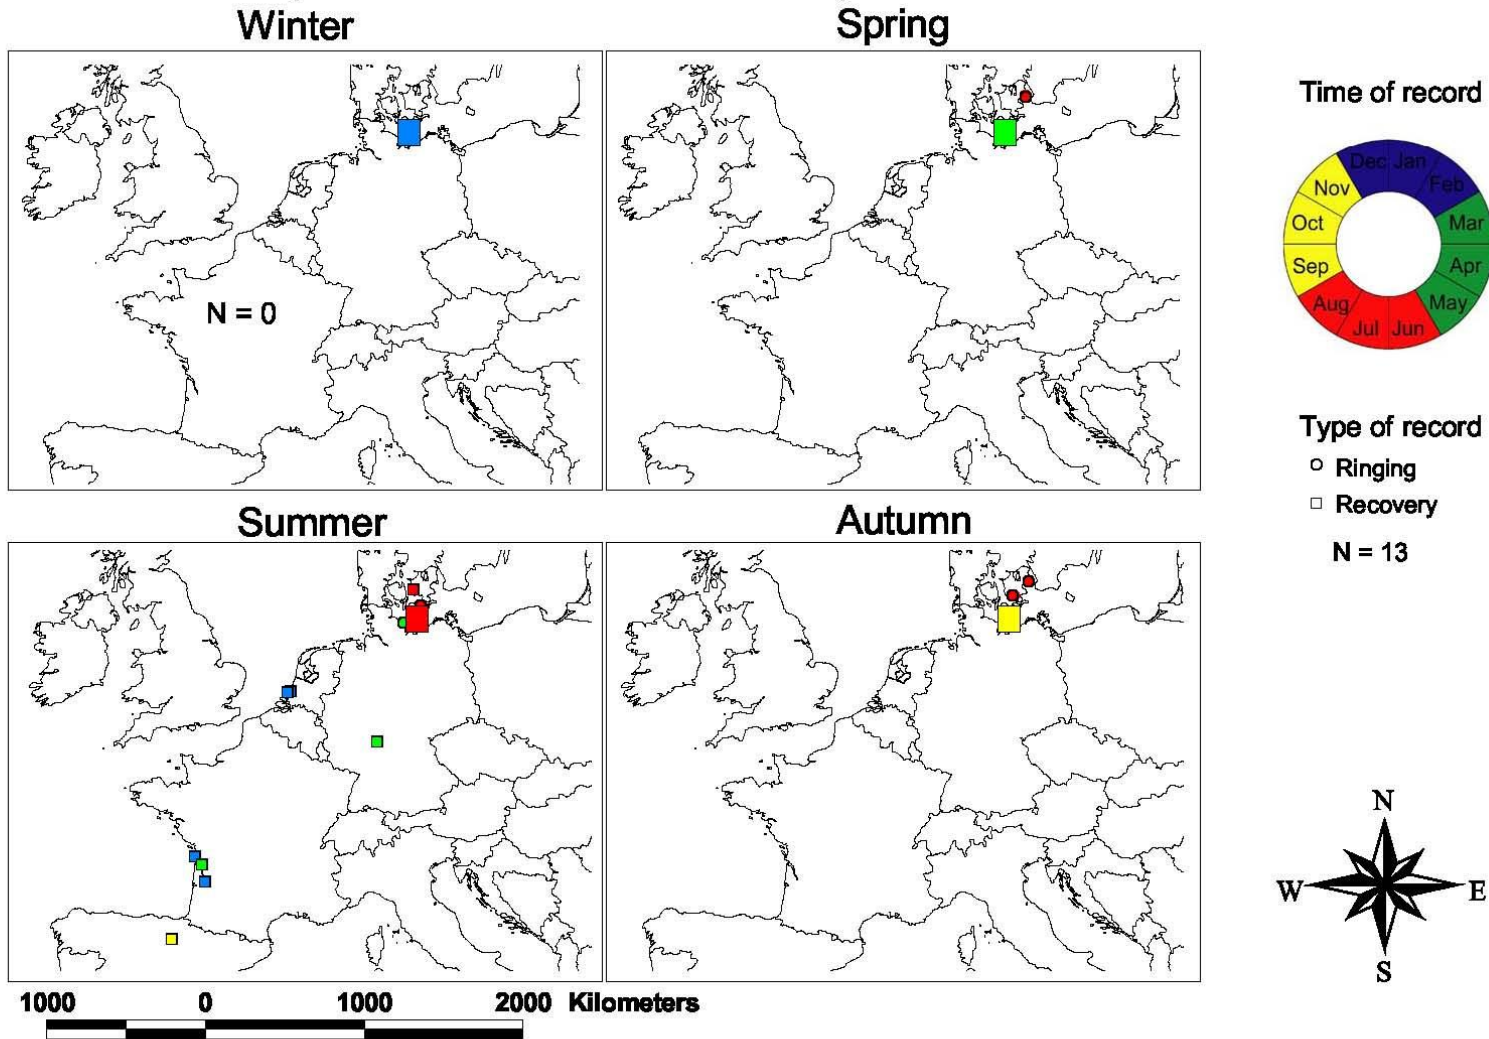 Winter
Spring
N = 0
Summer
Autumn
1000 0 1000 2000 Kilometers
Time of record
Dec Jan
Feb
Mar
Apr
May
Jun
Jul
Aug
Sep
Oct
Nov
Type of record
Ringing
Recovery
N = 13
N
W E
S